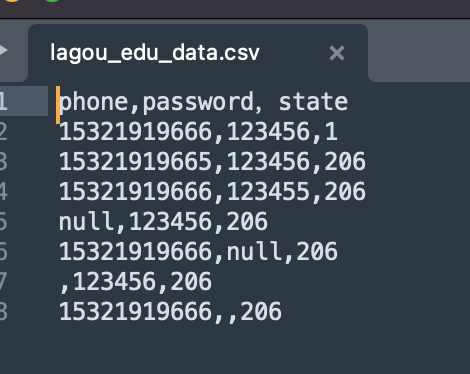 lagou_edu_data.csv ×
1 phone,password, state
2 15321919666,123456,1
3 15321919665,123456,206
4 15321919666,123455,206
5 null,123456,206
6 15321919666,null,206
7 ,123456,206
8 15321919666,,206